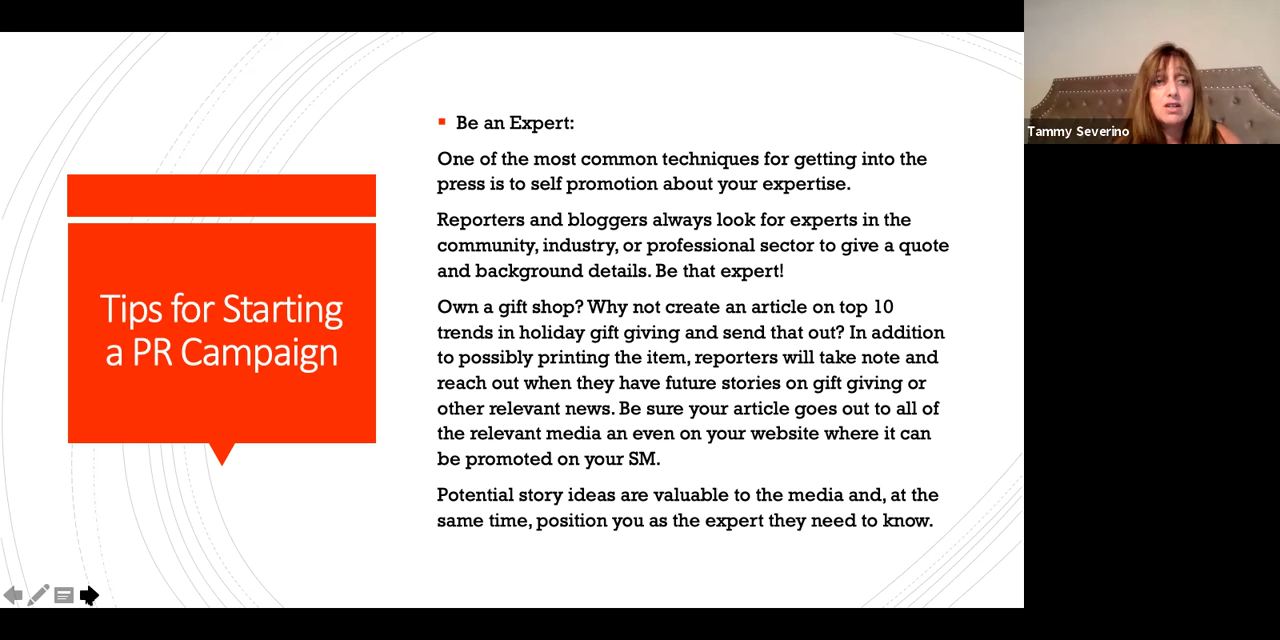 Tips for Starting
a PR Campaign
Be an Expert:
One of the most common techniques for getting into the
press is to self promotion about your expertise.
Reporters and bloggers always look for experts in the
community, industry, or professional sector to give a quote
and background details. Be that expert!
Own a gift shop? Why not create an article on top 10
trends in holiday gift giving and send that out? In addition
to possibly printing the item, reporters will take note and
reach out when they have future stories on gift giving or
other relevant news. Be sure your article goes out to all of
the relevant media an even on your website where it can
be promoted on your SM.
Potential story ideas are valuable to the media and, at the
same time, position you as the expert they need to know.
Tammy Severino